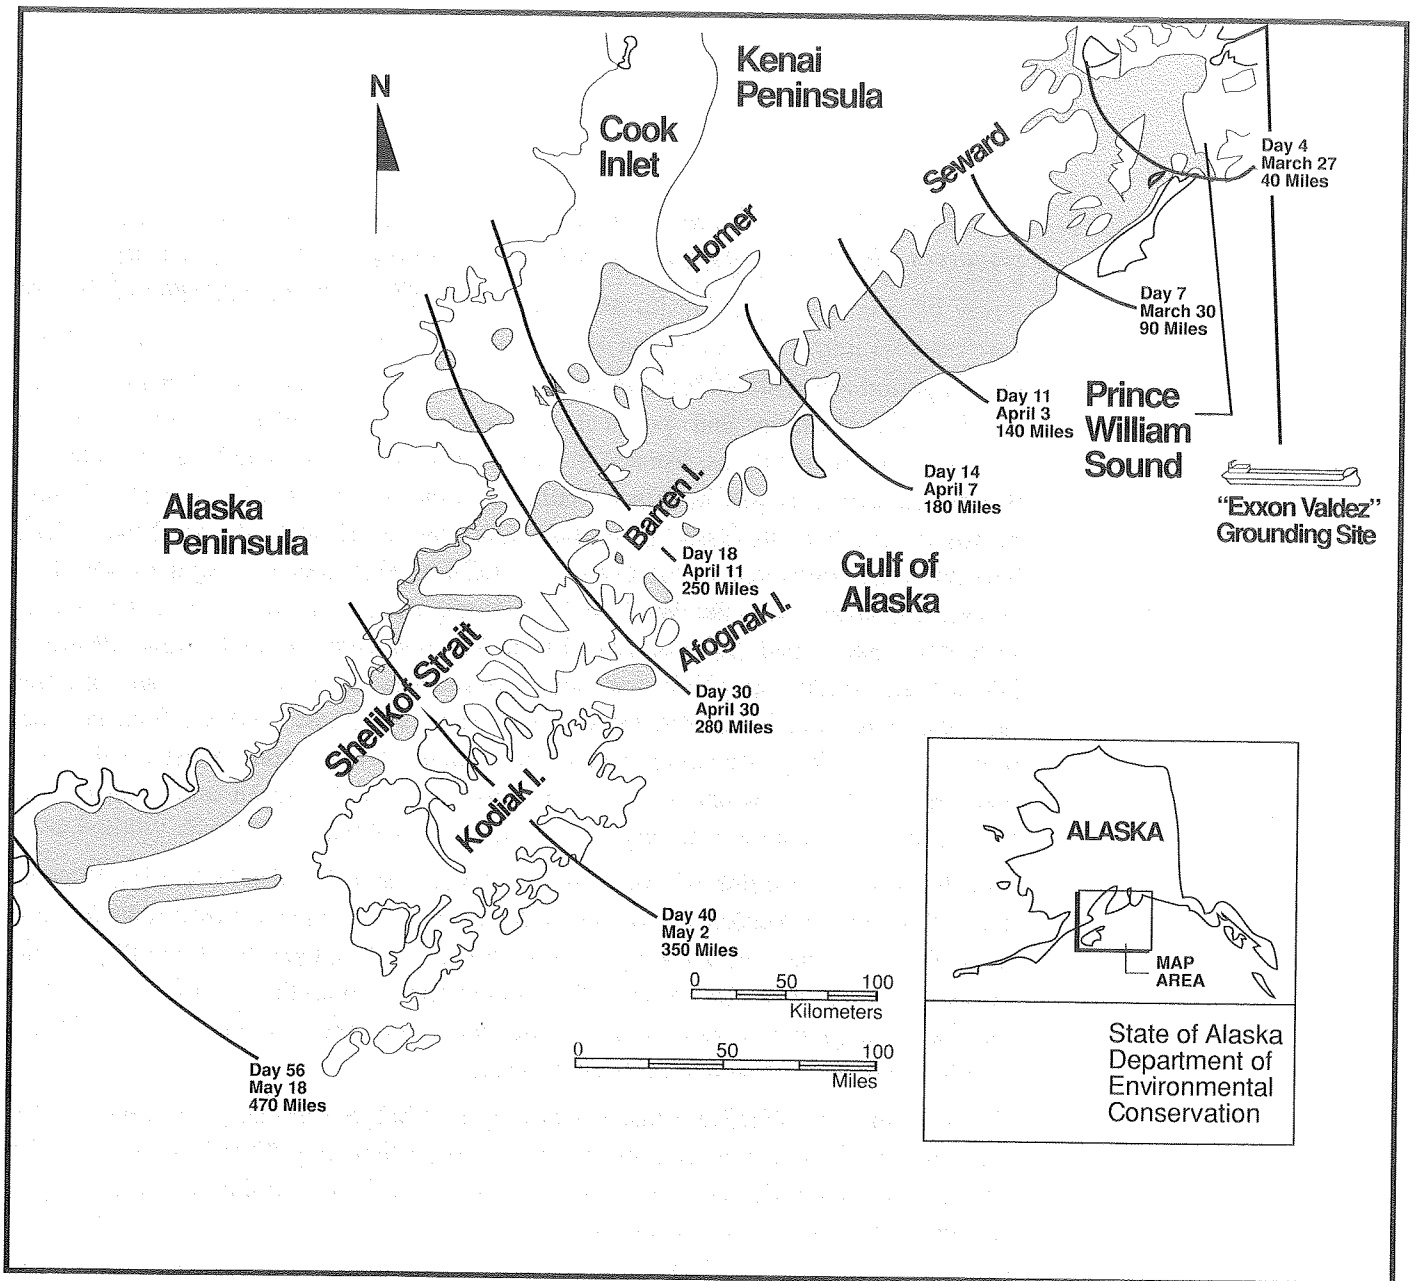 Kenai
Peninsula
N
Cook
Inlet
Seward
Day 4
March 27
40 Miles
Homer
Day 7
March 30
90 Miles
Day 11
April 3
140 Miles
Prince
William
Sound
Day 14
April 7
180 Miles
"Exxon Valdez"
Grounding Site
Alaska
Peninsula
Barren I.
Day 18
April 11
250 Miles
Gulf of
Alaska
Afognak I.
Shelikof Strait
Day 30
April 30
280 Miles
Kodiak I.
Day 40
May 2
350 Miles
0 50 100
Kilometers
0 50 100
Miles
Day 56
May 18
470 Miles
ALASKA
MAP
AREA
State of Alaska
Department of
Environmental
Conservation